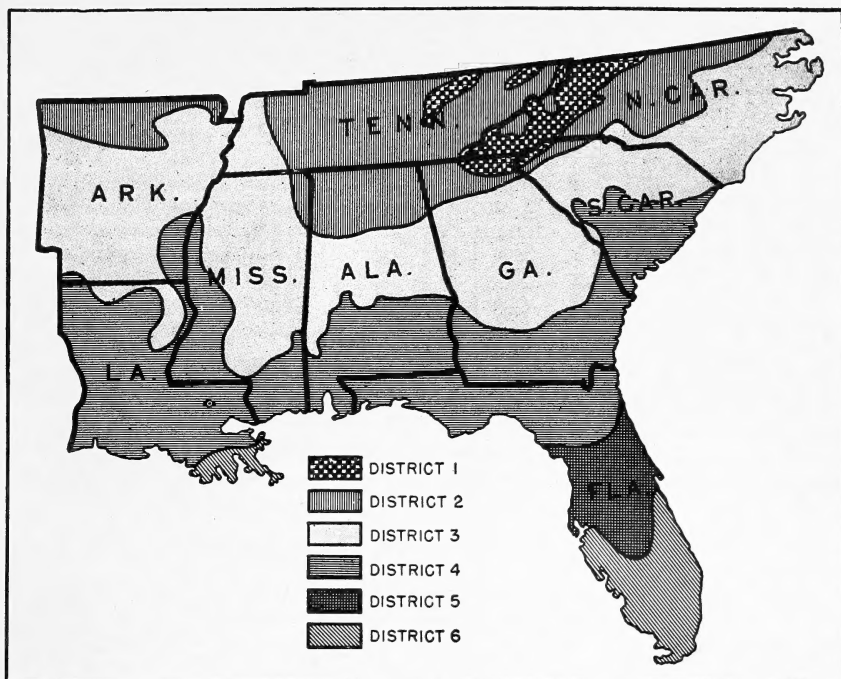 TENN.
N. CAR.
ARK.
S. CAR.
MISS.
ALA.
GA.
LA.
FLA.
DISTRICT 1
DISTRICT 2
DISTRICT 3
DISTRICT 4
DISTRICT 5
DISTRICT 6